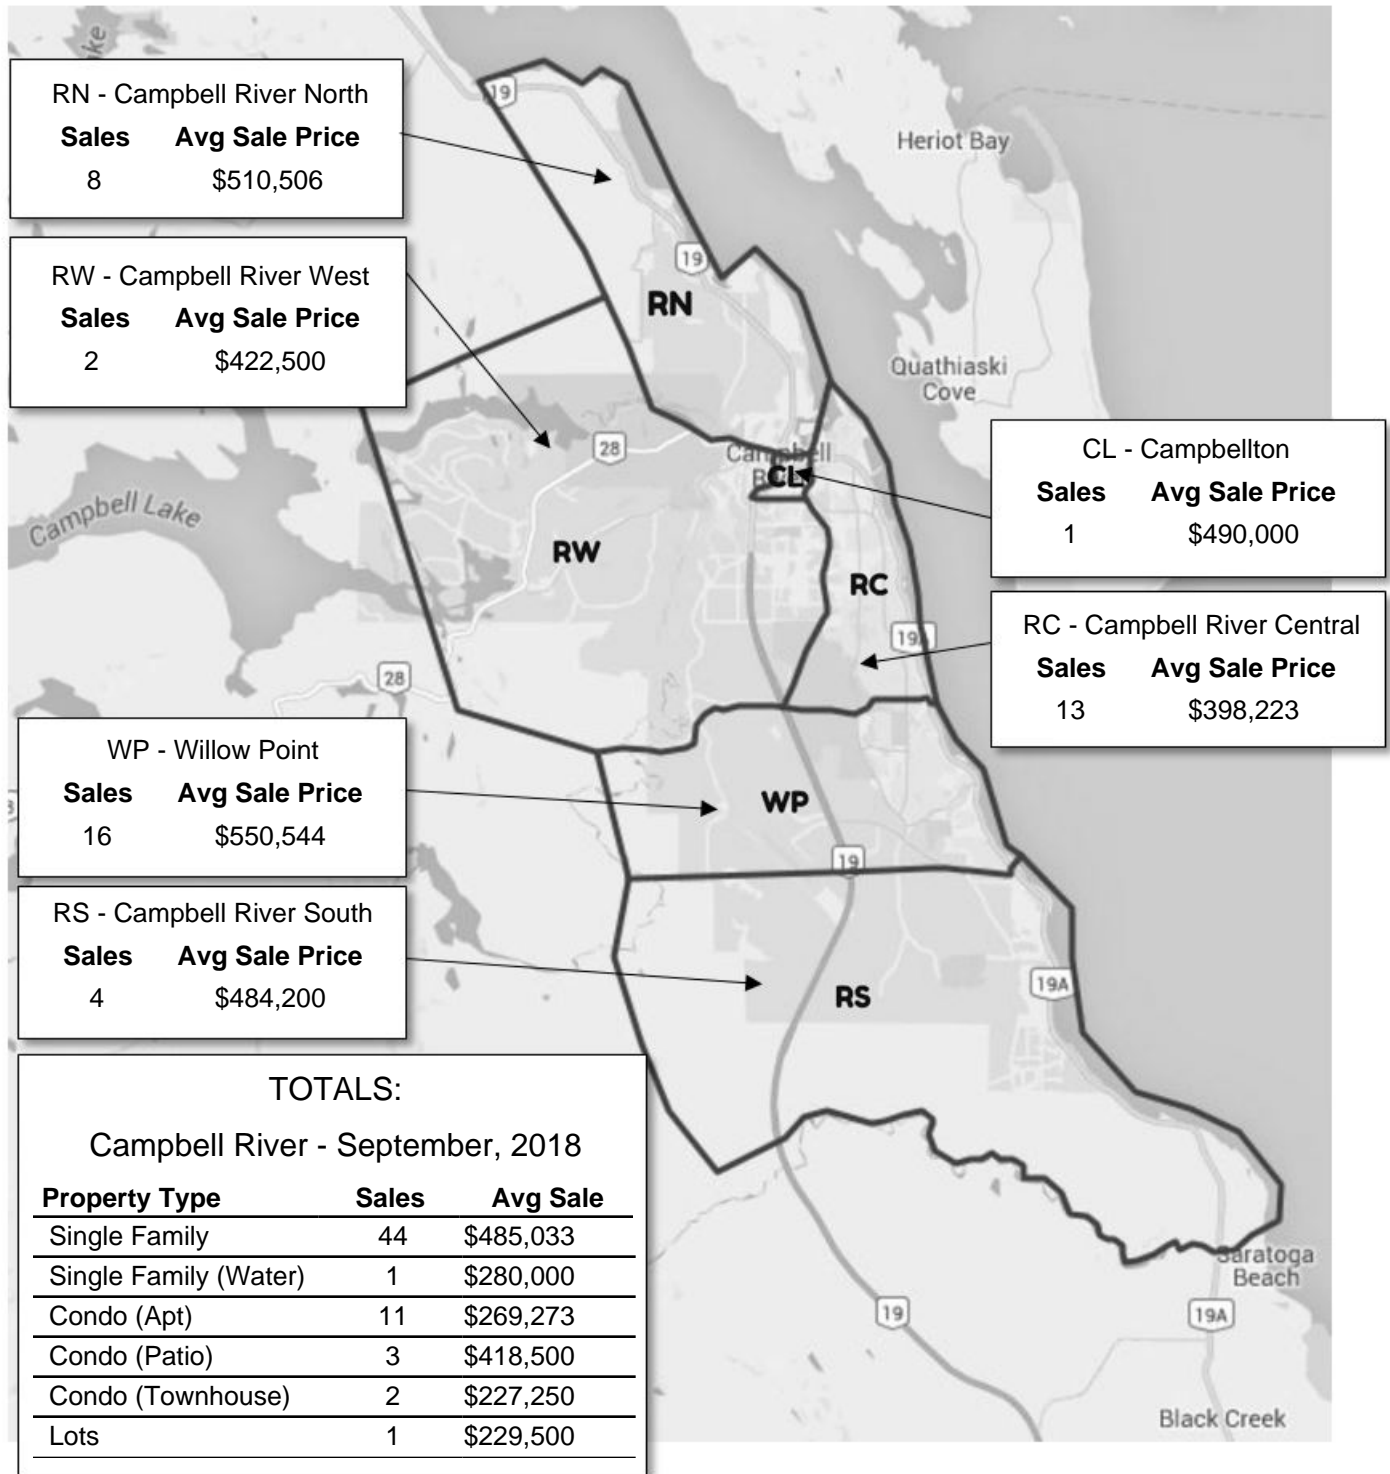 RN - Campbell River North
Sales Avg Sale Price
8 $510,506
RW - Campbell River West
Sales Avg Sale Price
2 $422,500
CL - Campbellton
Sales Avg Sale Price
1 $490,000
RC - Campbell River Central
Sales Avg Sale Price
13 $398,223
WP - Willow Point
Sales Avg Sale Price
16 $550,544
RS - Campbell River South
Sales Avg Sale Price
4 $484,200
TOTALS:
Campbell River - September, 2018
Property Type Sales Avg Sale
Single Family 44 $485,033
Single Family (Water) 1 $280,000
Condo (Apt) 11 $269,273
Condo (Patio) 3 $418,500
Condo (Townhouse) 2 $227,250
Lots 1 $229,500
19
Heriot Bay
19
RN
Quathiaski
Cove
28
Campbell
CL
Campbell Lake
RW
RC
19A
28
WP
19
19A
RS
Saratoga
Beach
19
19A
Black Creek